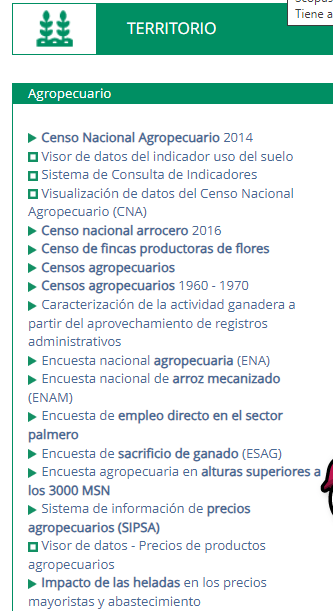 Tiene a
TERRITORIO
Agropecuario
Censo Nacional Agropecuario 2014
Visor de datos del indicador uso del suelo
Sistema de Consulta de Indicadores
Visualización de datos del Censo Nacional
Agropecuario (CNA)
Censo nacional arrocero 2016
Censo de fincas productoras de flores
Censos agropecuarios
Censos agropecuarios 1960 - 1970
Caracterización de la actividad ganadera a
partir del aprovechamiento de registros
administrativos
Encuesta nacional agropecuaria (ENA)
Encuesta nacional de arroz mecanizado
(ENAM)
Encuesta de empleo directo en el sector
palmero
Encuesta de sacrificio de ganado (ESAG)
Encuesta agropecuaria en alturas superiores a
los 3000 MSN
Sistema de información de precios
agropecuarios (SIPSA)
Visor de datos - Precios de productos
agropecuarios
Impacto de las heladas en los precios
mayoristas y abastecimiento